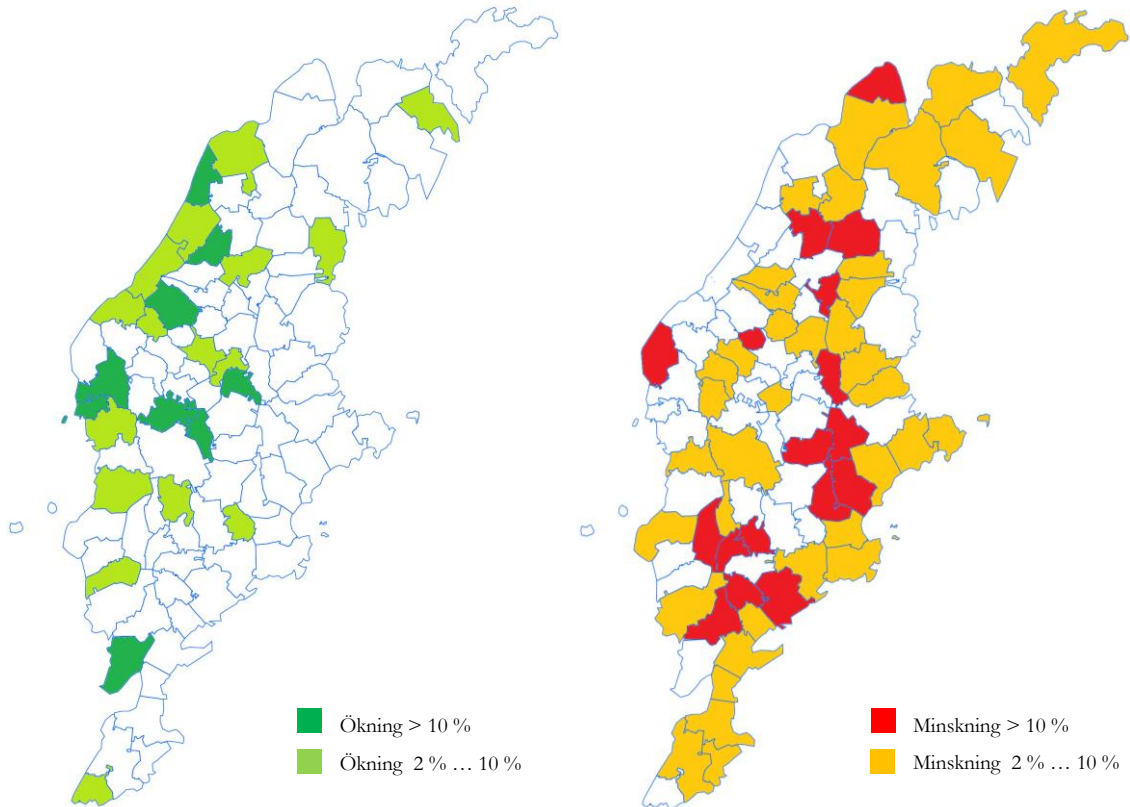 Ökning > 10 %
Ökning 2 % … 10 %
Minskning > 10 %
Minskning 2 % … 10 %